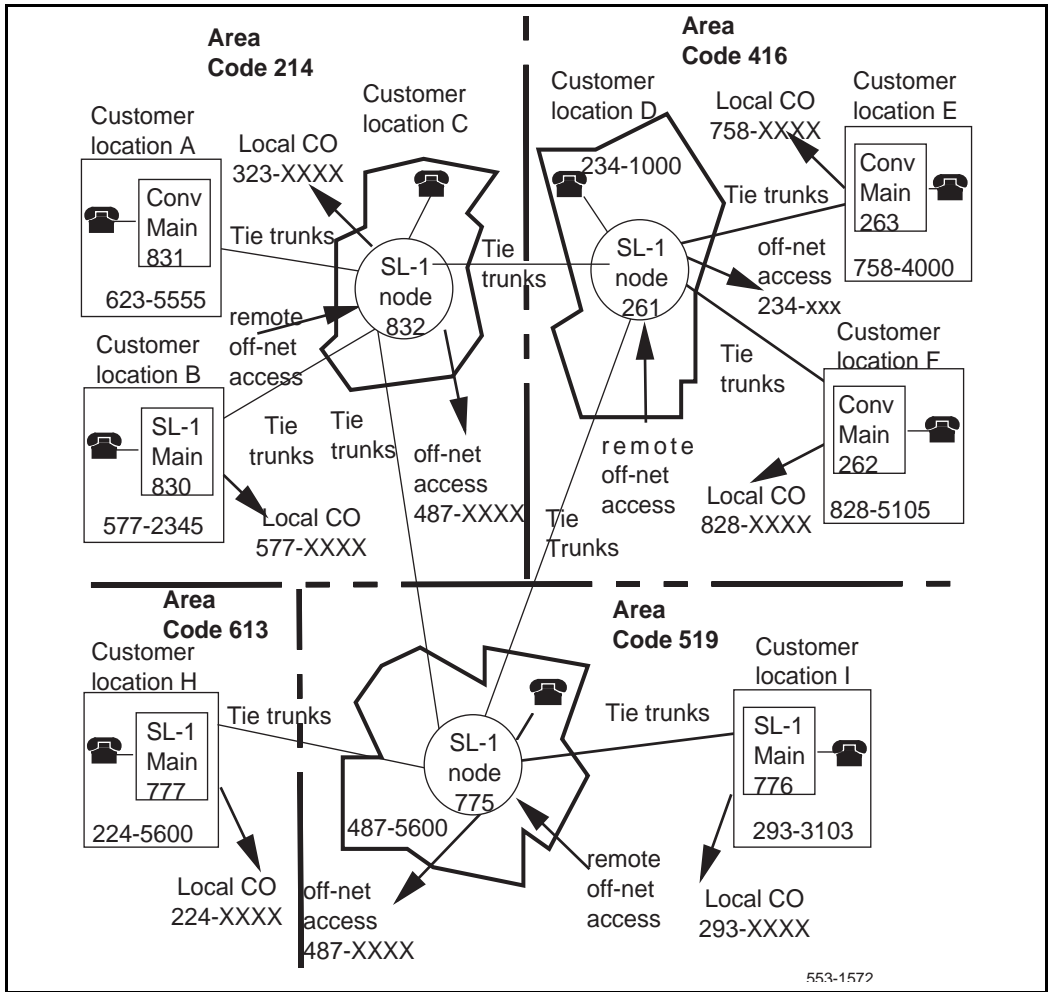 Area
Code 214
Area
Code 416
Customer
location A
Conv
Main
831
623-5555
Tie trunks
Local CO
323-XXXX
Customer
location C
SL-1
node
832
Tie
trunks
remote
off-net
access
Customer
location B
SL-1
Main
830
577-2345
Tie
trunks
Tie
trunks
Local CO
577-XXXX
off-net
access
487-XXXX
Customer
location D
234-1000
SL-1
node
261
Local CO
758-XXXX
Customer
location E
Conv
Main
263
758-4000
Tie trunks
off-net
access
234-xxx
Tie
trunks
Customer
location F
Conv
Main
262
828-5105
remote
off-net
access
Local CO
828-XXXX
Tie
Trunks
Area
Code 613
Customer
location H
SL-1
Main
777
224-5600
Tie trunks
Local CO
224-XXXX
Area
Code 519
SL-1
node
775
487-5600
off-net
access
487-XXXX
remote
off-net
access
Tie trunks
Customer
location I
SL-1
Main
776
293-3103
Local CO
293-XXXX
553-1572